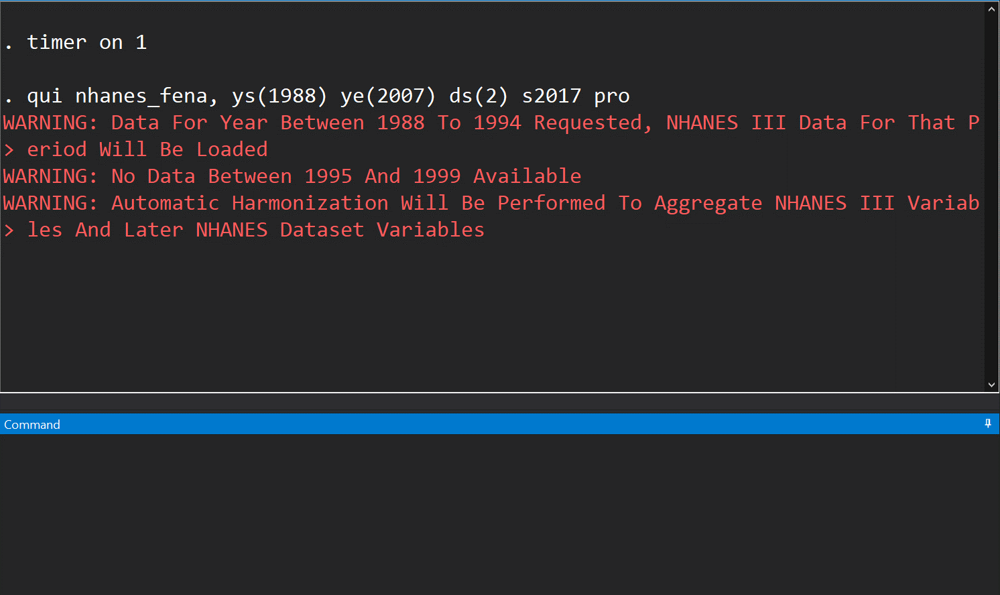 . timer on 1
. qui nhanes_fena, ys(1988) ye(2007) ds(2) s2017 pro
WARNING: Data For Year Between 1988 To 1994 Requested, NHANES III Data For That P
> eriod Will Be Loaded
WARNING: No Data Between 1995 And 1999 Available
WARNING: Automatic Harmonization Will Be Performed To Aggregate NHANES III Variab
> les And Later NHANES Dataset Variables
Command